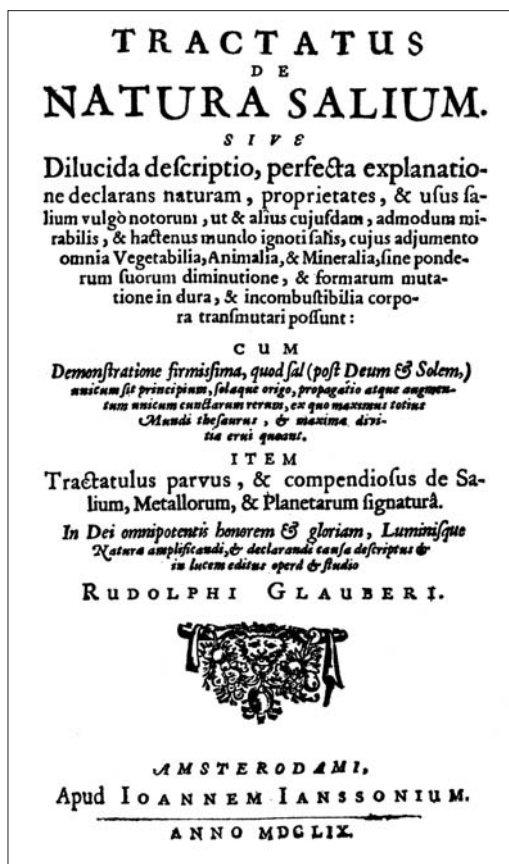 TRACTATUS
DE
NATURA SALIUM.
SIVE
Dilucida deſcriptio, perfecta explanatio-
ne declarans naturam, proprietates, & uſus ſa-
lium vulgò notorum, ut & alius cujuſdam, admodum mi-
rabilis, & hactenus mundo ignoti ſalis, cujus adjumento
omnia Vegetabilia, Animalia, & Mineralia, ſine ponde-
rum ſuorum diminutione, & formarum muta-
tione in dura, & incombuſtibilia corpo-
ra tranſmutari poſſunt:
CUM
Demonſtratione firmiſſima, quod ſal (poſt Deum & Solem,)
unicum ſit principium, ſolaque origo, propagatio atque augmen-
tum unicum cunctarum rerum, ex quo maximus totius
Mundi theſaurus, & maxima divi-
tiæ erui queant.
ITEM
Tractatulus parvus, & compendioſus de Sa-
lium, Metallorum, & Planetarum ſignaturâ.
In Dei omnipotentis honorem & gloriam, Luminiſque
Naturæ amplificandi, & declarandi cauſa deſcriptus &
in lucem editus operâ & ſtudio
RUDOLPHI GLAUBERI.
AMSTERODAMI,
Apud IOANNEM IANSSONIUM.
ANNO MDCLIX.